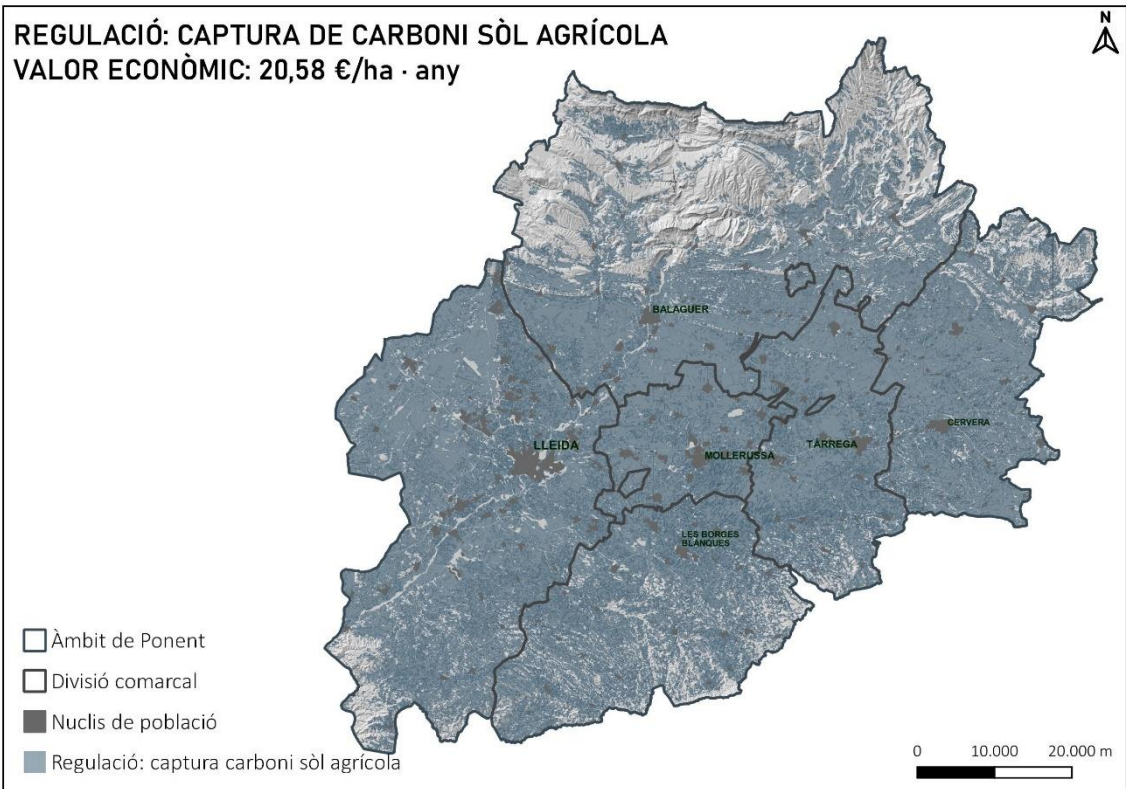 REGULACIÓ: CAPTURA DE CARBONI SÒL AGRÍCOLA
VALOR ECONÒMIC: 20,58 €/ha · any
N
BALAGUER
CERVERA
LLEIDA
TÀRREGA
MOLLERUSSA
LES BORGES
BLANQUES
Àmbit de Ponent
Divisió comarcal
Nuclis de població
Regulació: captura carboni sòl agrícola
0 10.000 20.000 m